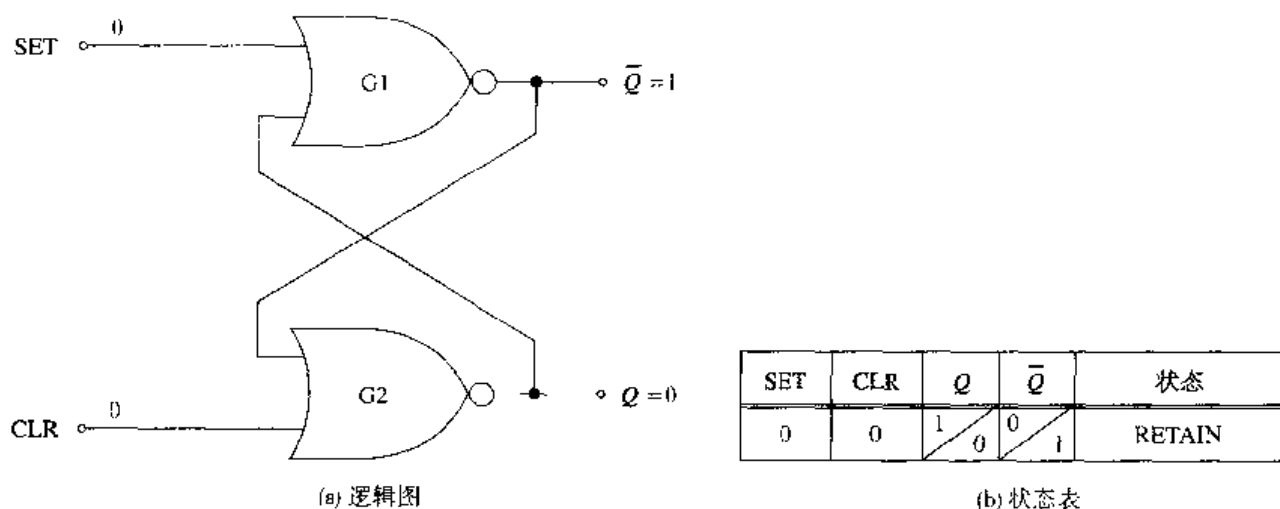 SET 0
G1
Q̅ = 1
G2
Q = 0
CLR 0
(a) 逻辑图
SET CLR Q Q̅ 状态
0 0 1 0 0 1 RETAIN
(b) 状态表